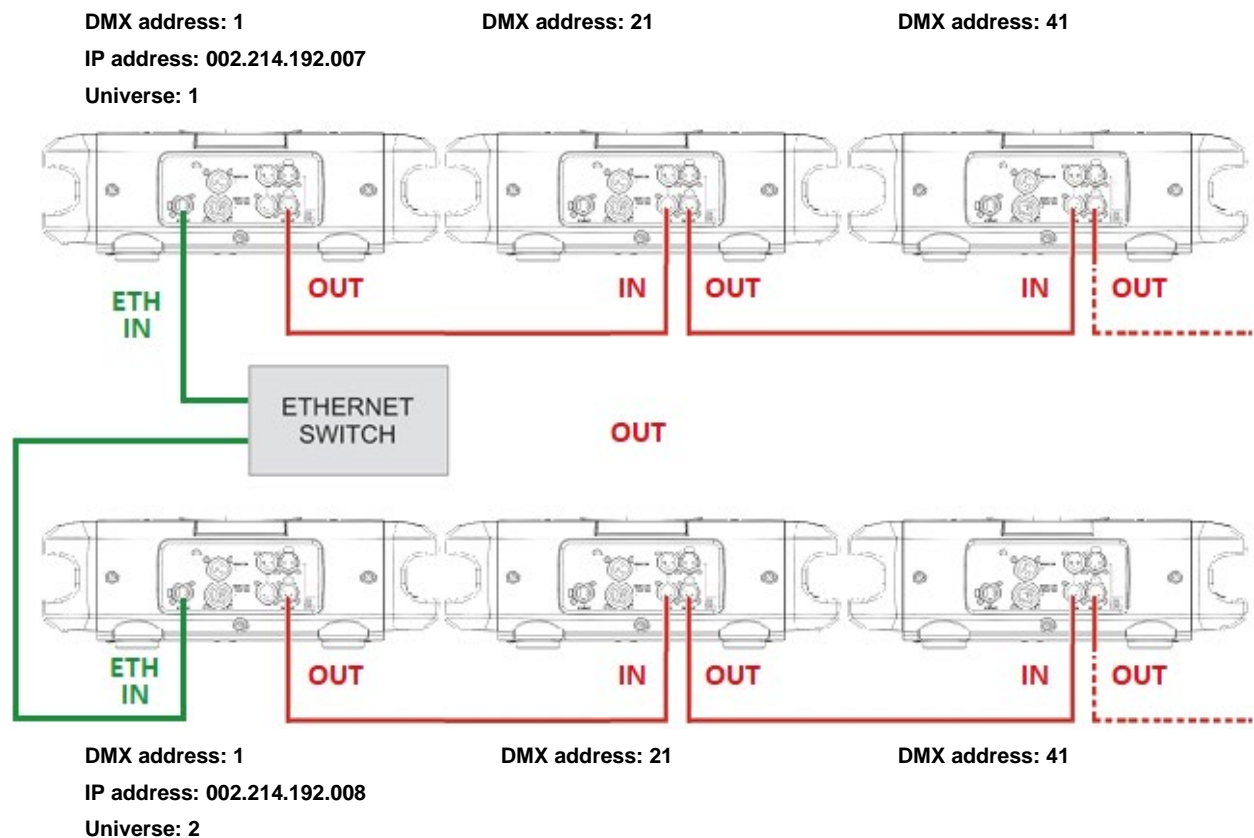 DMX address: 1
DMX address: 21
DMX address: 41
IP address: 002.214.192.007
Universe: 1
ETH
IN
OUT
IN
OUT
IN
OUT
ETHERNET
SWITCH
OUT
ETH
IN
OUT
IN
OUT
IN
OUT
DMX address: 1
DMX address: 21
DMX address: 41
IP address: 002.214.192.008
Universe: 2